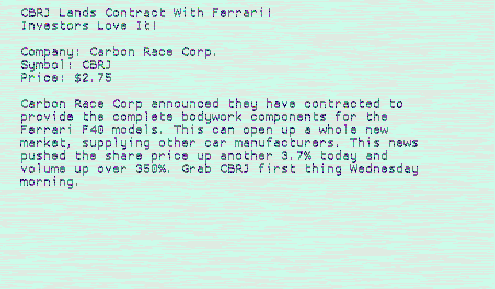 CBRJ Lands Contract With Ferrari!
Investors Love It!
Company: Carbon Race Corp.
Symbol: CBRJ
Price: $2.75
Carbon Race Corp announced they have contracted to
provide the complete bodywork components for the
Ferrari F40 models. This can open up a whole new
market, supplying other car manufacturers. This news
pushed the share price up another 3.7% today and
volume up over 350%. Grab CBRJ first thing Wednesday
morning.